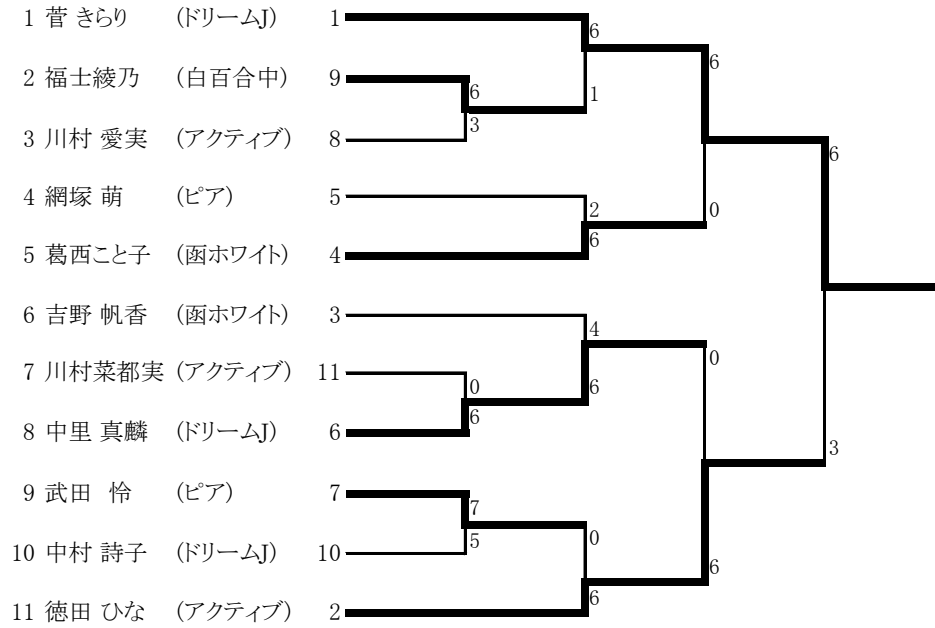 1 菅 きらり (ドリームJ) 1
6
6
2 福士綾乃 (白百合中) 9
6
1
3
3 川村 愛実 (アクティブ) 8
6
4 網塚 萌 (ピア) 5
2
0
6
5 葛西こと子 (函ホワイト) 4
6 吉野 帆香 (函ホワイト) 3
4
0
7 川村菜都実 (アクティブ) 11
0
6
6
8 中里 真麟 (ドリームJ) 6
3
9 武田 怜 (ピア) 7
7
0
5
10 中村 詩子 (ドリームJ) 10
6
6
11 徳田 ひな (アクティブ) 2